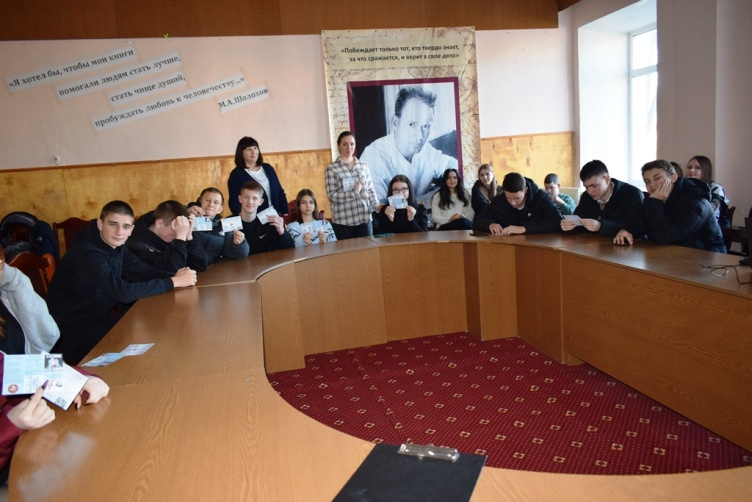 «Я хотел бы, чтобы мои книги
помогали людям стать лучше,
стать чище душой,
пробуждать любовь к человечеству...»
М.А.Шолохов
«Побеждает только тот, кто твердо знает,
за что сражается, и верит в свое дело»